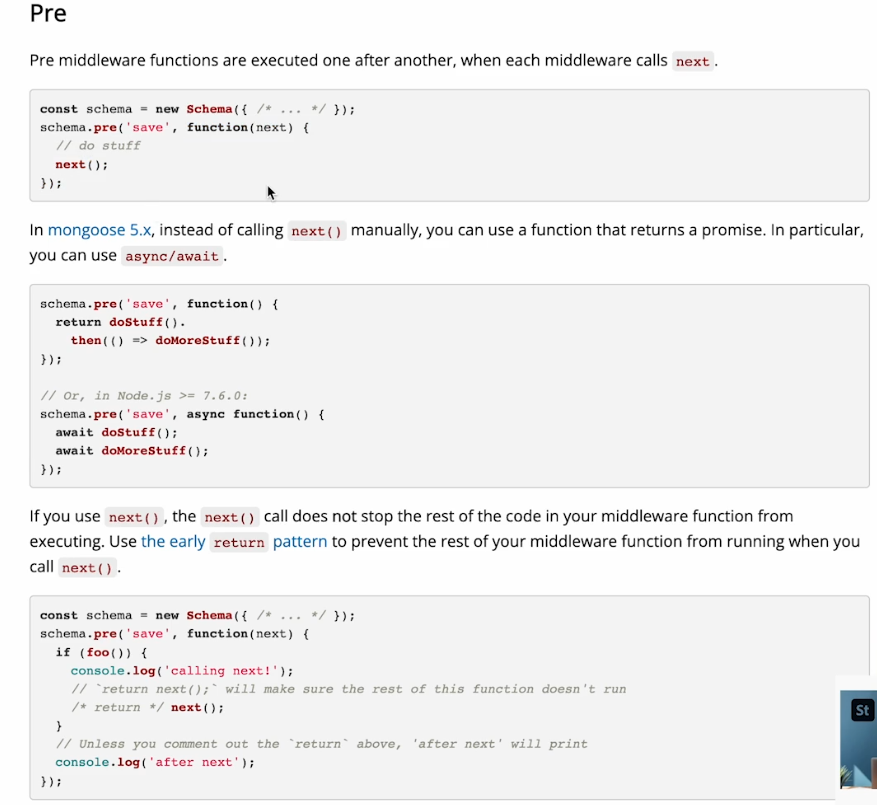 Pre
Pre middleware functions are executed one after another, when each middleware calls next .
const schema = new Schema({ /* ... */ });
schema.pre('save', function(next) {
  // do stuff
  next();
});
In mongoose 5.x, instead of calling next() manually, you can use a function that returns a promise. In particular,
you can use async/await .
schema.pre('save', function() {
  return doStuff().
    then(() => doMoreStuff());
});
// Or, in Node.js >= 7.6.0:
schema.pre('save', async function() {
  await doStuff();
  await doMoreStuff();
});
If you use next() , the next() call does not stop the rest of the code in your middleware function from
executing. Use the early return pattern to prevent the rest of your middleware function from running when you
call next() .
const schema = new Schema({ /* ... */ });
schema.pre('save', function(next) {
  if (foo()) {
    console.log('calling next!');
    // `return next();` will make sure the rest of this function doesn't run
    /* return */ next();
  }
  // Unless you comment out the `return` above, 'after next' will print
  console.log('after next');
});
St